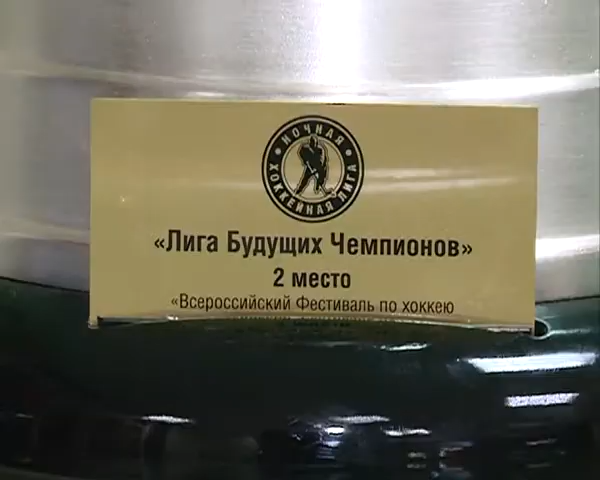 НОЧНАЯ
ХОККЕЙНАЯ ЛИГА
«Лига Будущих Чемпионов»
2 место
«Всероссийский Фестиваль по хоккею